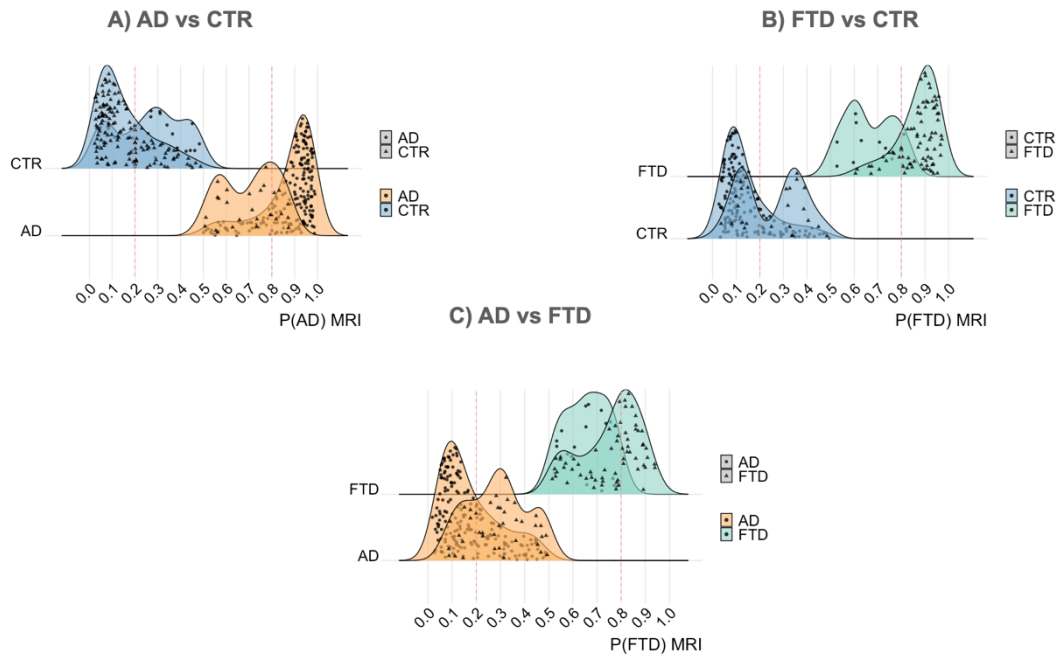 A) AD vs CTR
CTR
AD
AD
CTR
AD
CTR
0.0 0.1 0.2 0.3 0.4 0.5 0.6 0.7 0.8 0.9 1.0
P(AD) MRI
B) FTD vs CTR
FTD
CTR
CTR
FTD
CTR
FTD
0.0 0.1 0.2 0.3 0.4 0.5 0.6 0.7 0.8 0.9 1.0
P(FTD) MRI
C) AD vs FTD
FTD
AD
AD
FTD
AD
FTD
0.0 0.1 0.2 0.3 0.4 0.5 0.6 0.7 0.8 0.9 1.0
P(FTD) MRI